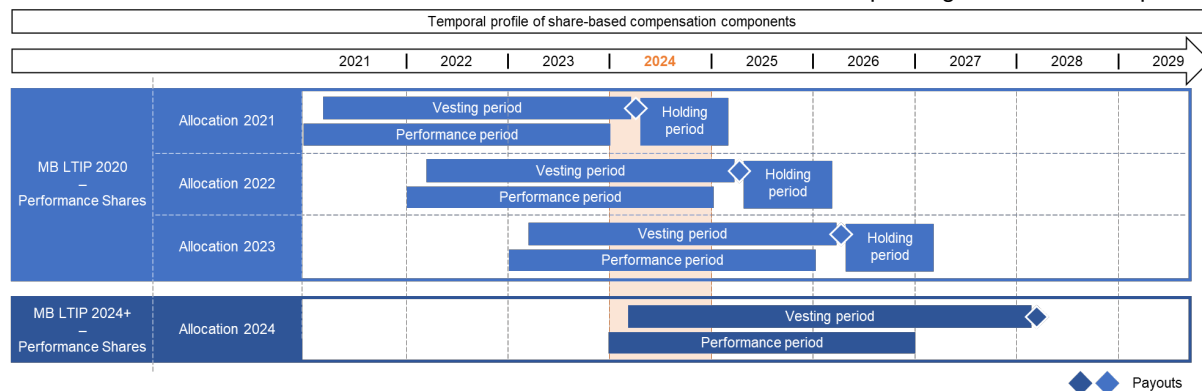 Temporal profile of share-based compensation components
2021 2022 2023 2024 2025 2026 2027 2028 2029
MB LTIP 2020
–
Performance Shares
Allocation 2021
Vesting period
Performance period
Holding
period
Allocation 2022
Vesting period
Performance period
Holding
period
Allocation 2023
Vesting period
Performance period
Holding
period
MB LTIP 2024+
–
Performance Shares
Allocation 2024
Vesting period
Performance period
Payouts